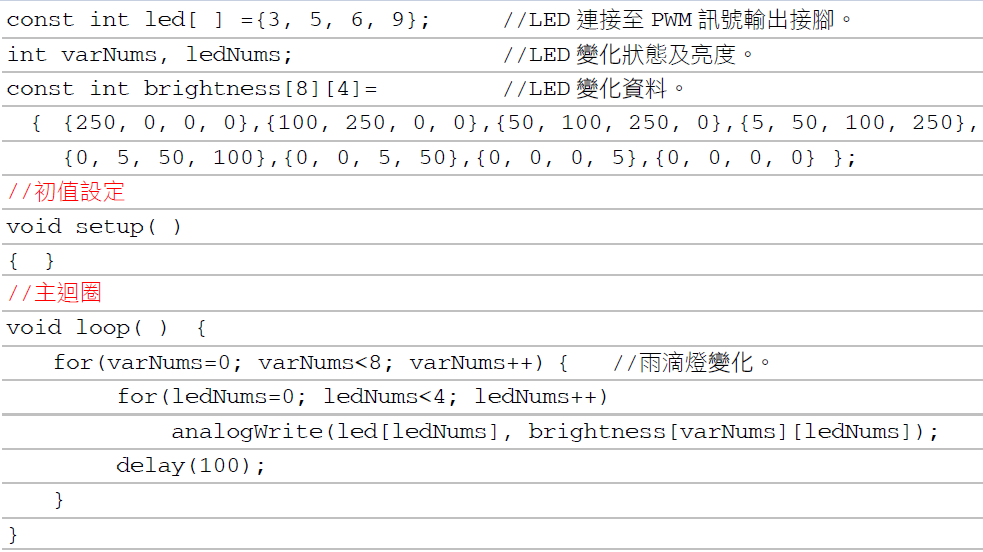 const int led[ ] ={3, 5, 6, 9};　　//LED 連接至 PWM 訊號輸出接腳。
int varNums, ledNums;　　//LED 變化狀態及亮度。
const int brightness[8][4]=　　//LED 變化資料。
{ {250, 0, 0, 0},{100, 250, 0, 0},{50, 100, 250, 0},{5, 50, 100, 250},
{0, 5, 50, 100},{0, 0, 5, 50},{0, 0, 0, 5},{0, 0, 0, 0} };
//初值設定
void setup( )
{ }
//主迴圈
void loop( ) {
for(varNums=0; varNums<8; varNums++) {　　//雨滴燈變化。
for(ledNums=0; ledNums<4; ledNums++)
analogWrite(led[ledNums], brightness[varNums][ledNums]);
delay(100);
}
}